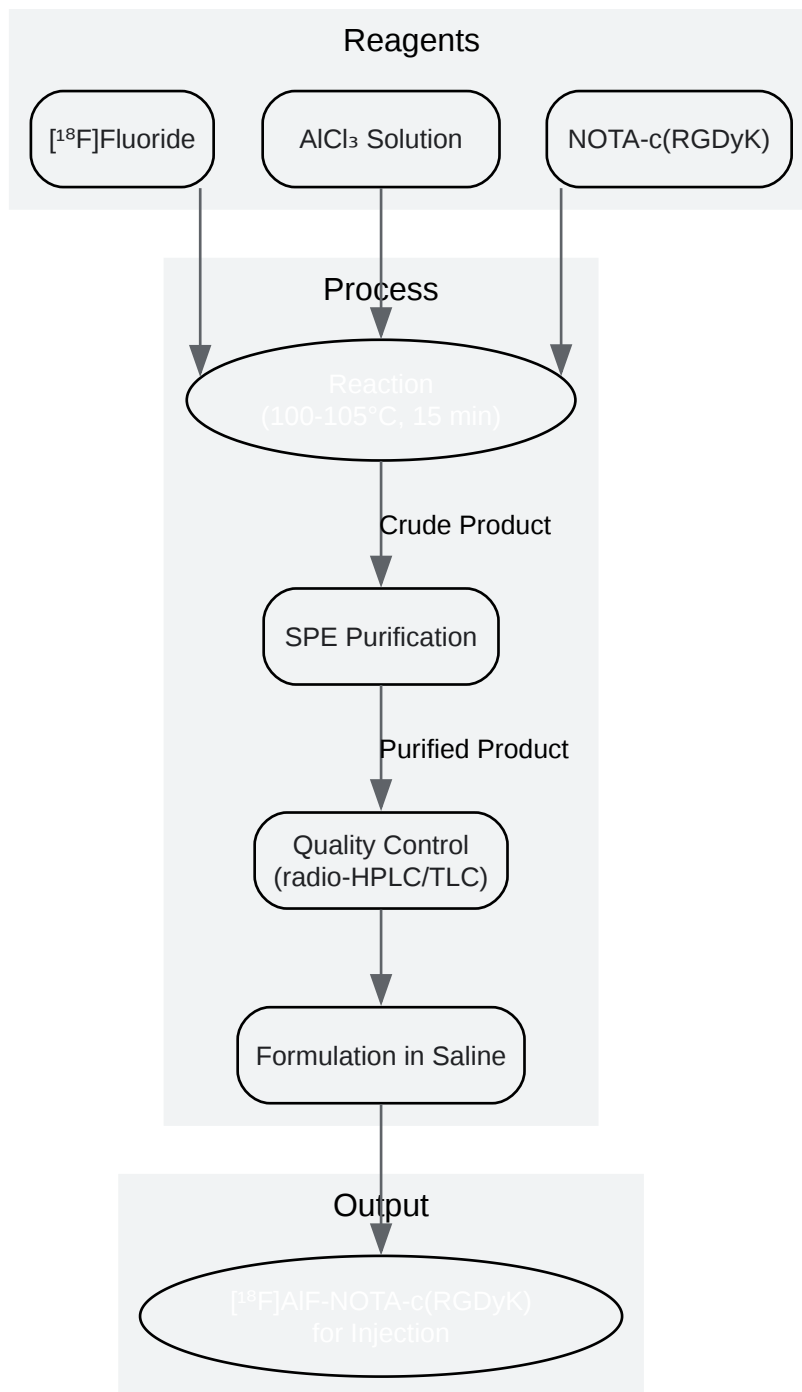 Reagents
[¹⁸F]Fluoride
AlCl₃ Solution
NOTA-c(RGDyK)
Process
Reaction
(100-105°C, 15 min)
Crude Product
SPE Purification
Purified Product
Quality Control
(radio-HPLC/TLC)
Formulation in Saline
Output
[¹⁸F]AlF-NOTA-c(RGDyK)
for Injection